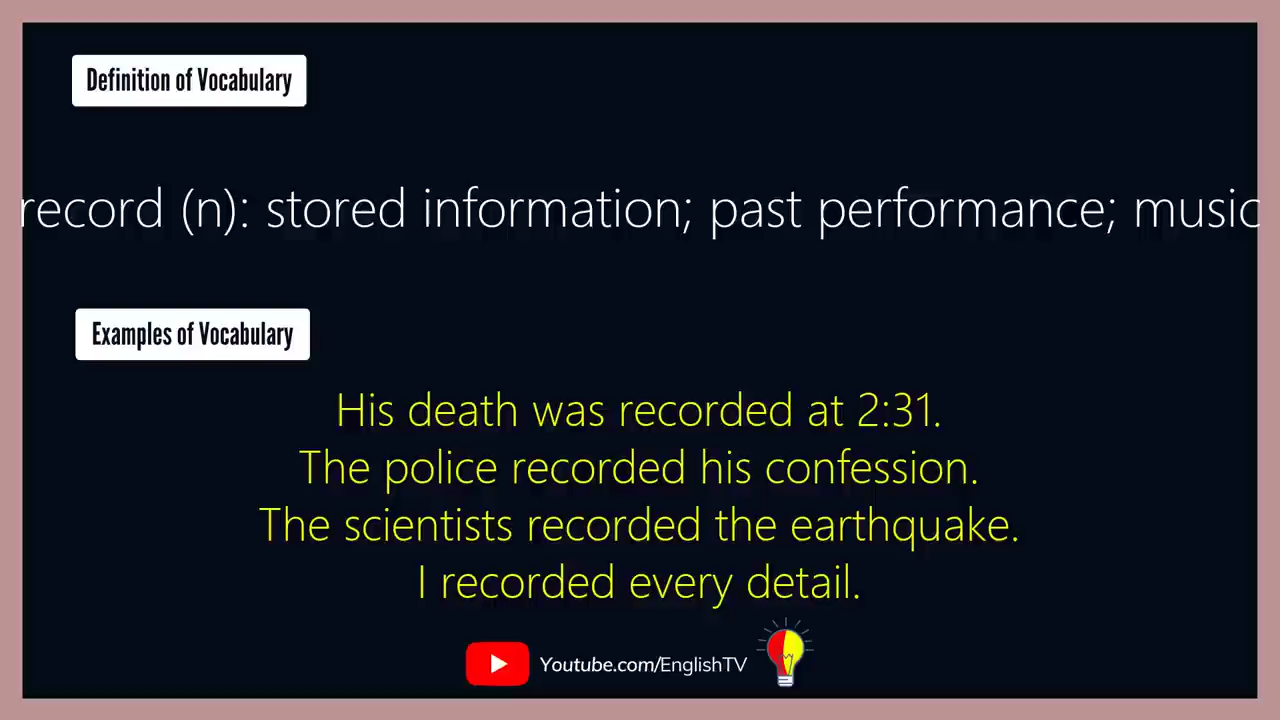 Definition of Vocabulary
record (n): stored information; past performance; music
Examples of Vocabulary
His death was recorded at 2:31.
The police recorded his confession.
The scientists recorded the earthquake.
I recorded every detail.
Youtube.com/EnglishTV